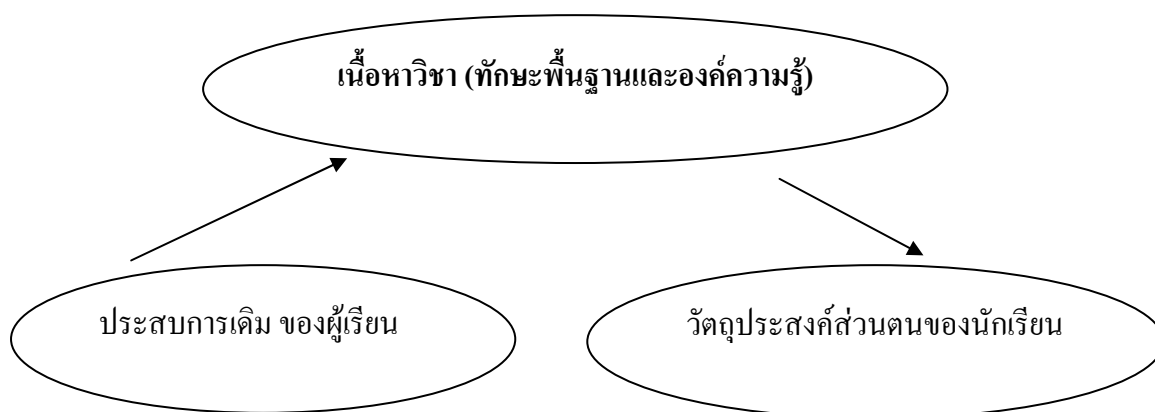 เนื้อหาวิชา (ทักษะพื้นฐานและองค์ความรู้)
ประสบการเดิม ของผู้เรียน
วัตถุประสงค์ส่วนตนของนักเรียน